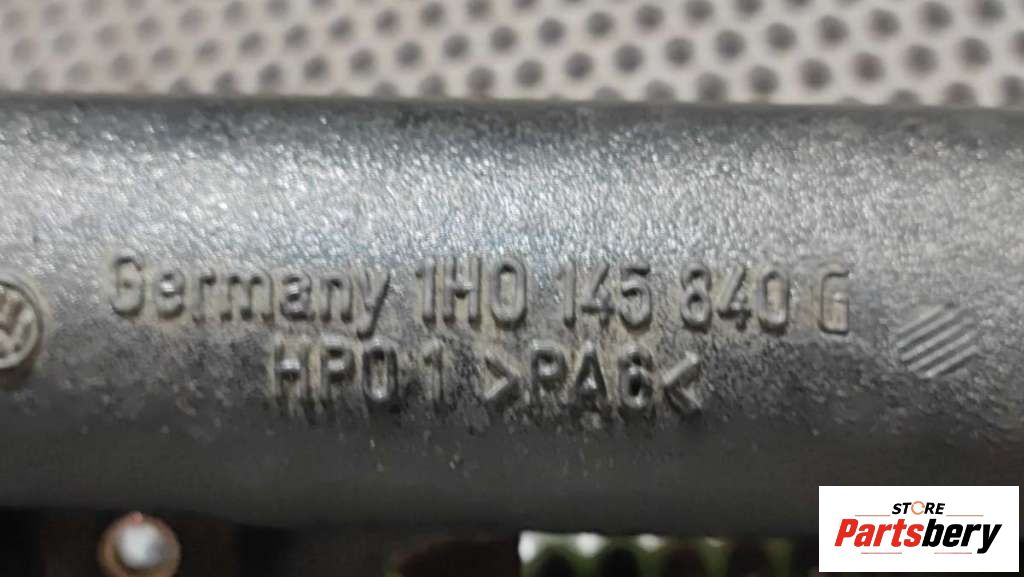 Germany 1H0 145 840 G
HP0 1 >PA6<
STORE
Partsbery